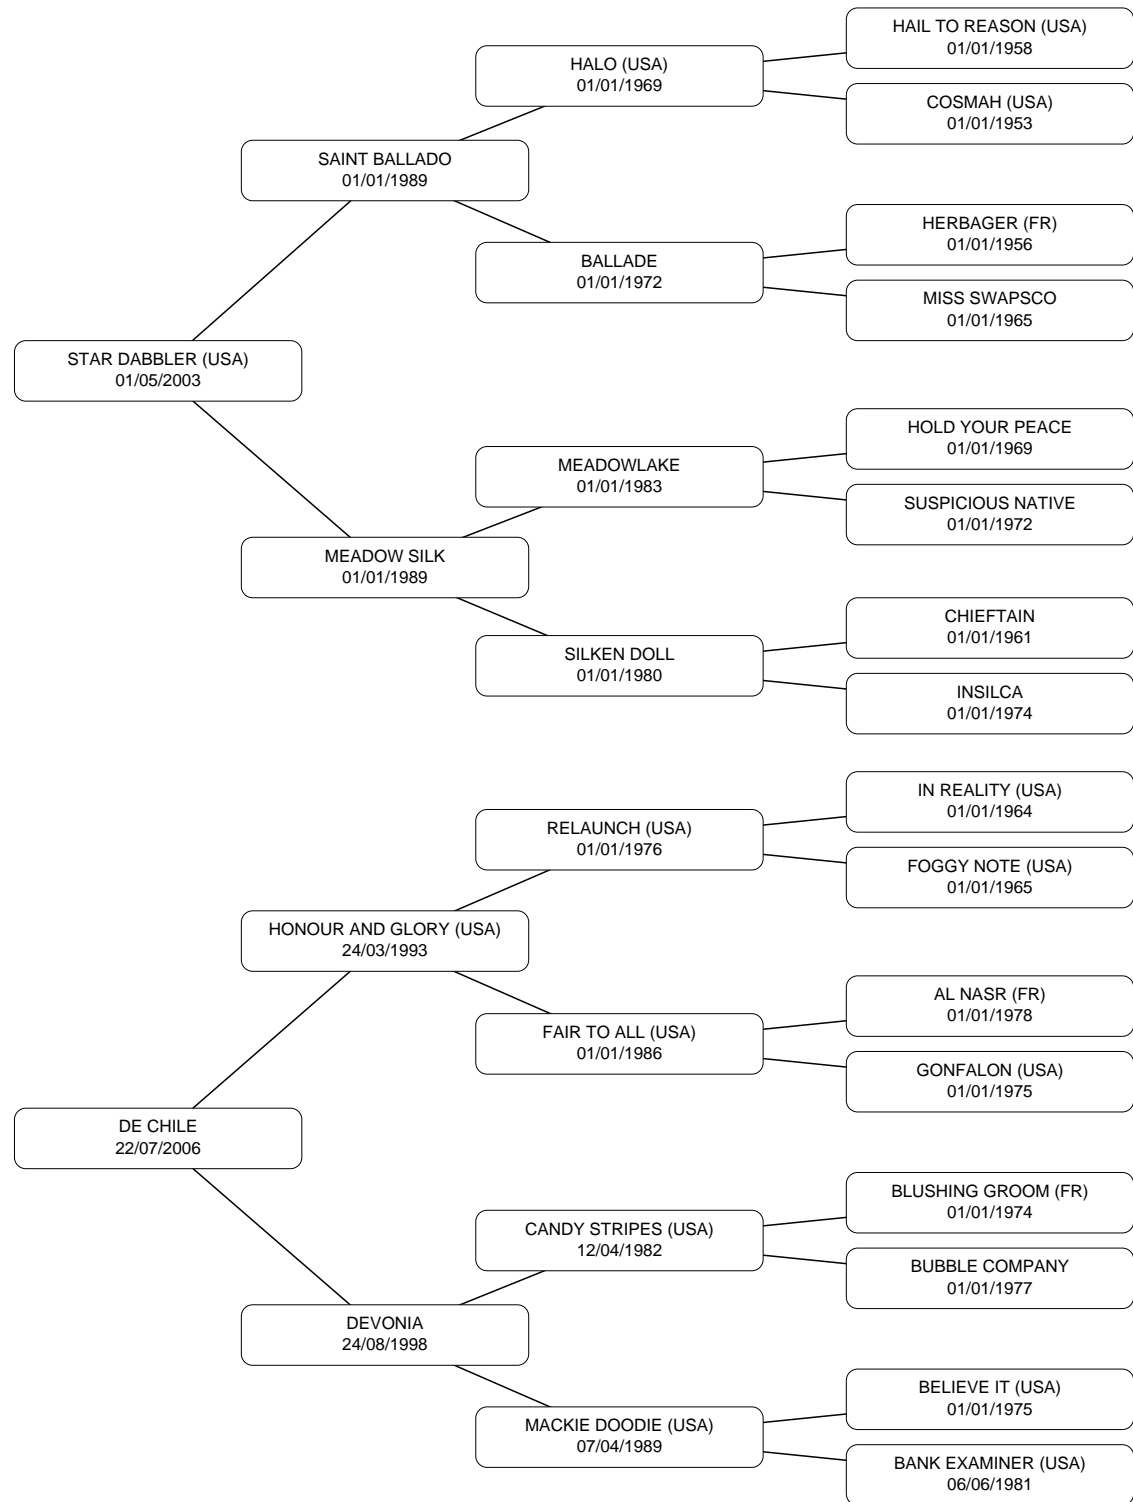 HAIL TO REASON (USA)
01/01/1958
HALO (USA)
01/01/1969
COSMAH (USA)
01/01/1953
SAINT BALLADO
01/01/1989
HERBAGER (FR)
01/01/1956
BALLADE
01/01/1972
MISS SWAPSCO
01/01/1965
STAR DABBLER (USA)
01/05/2003
HOLD YOUR PEACE
01/01/1969
MEADOWLAKE
01/01/1983
SUSPICIOUS NATIVE
01/01/1972
MEADOW SILK
01/01/1989
CHIEFTAIN
01/01/1961
SILKEN DOLL
01/01/1980
INSILCA
01/01/1974
IN REALITY (USA)
01/01/1964
RELAUNCH (USA)
01/01/1976
FOGGY NOTE (USA)
01/01/1965
HONOUR AND GLORY (USA)
24/03/1993
AL NASR (FR)
01/01/1978
FAIR TO ALL (USA)
01/01/1986
GONFALON (USA)
01/01/1975
DE CHILE
22/07/2006
BLUSHING GROOM (FR)
01/01/1974
CANDY STRIPES (USA)
12/04/1982
BUBBLE COMPANY
01/01/1977
DEVONIA
24/08/1998
BELIEVE IT (USA)
01/01/1975
MACKIE DOODIE (USA)
07/04/1989
BANK EXAMINER (USA)
06/06/1981